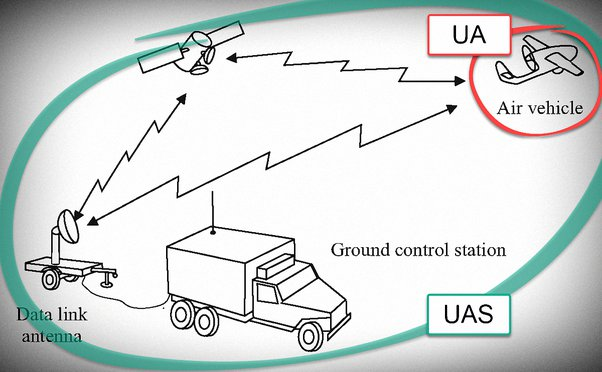 UA
Air vehicle
Ground control station
Data link
antenna
UAS